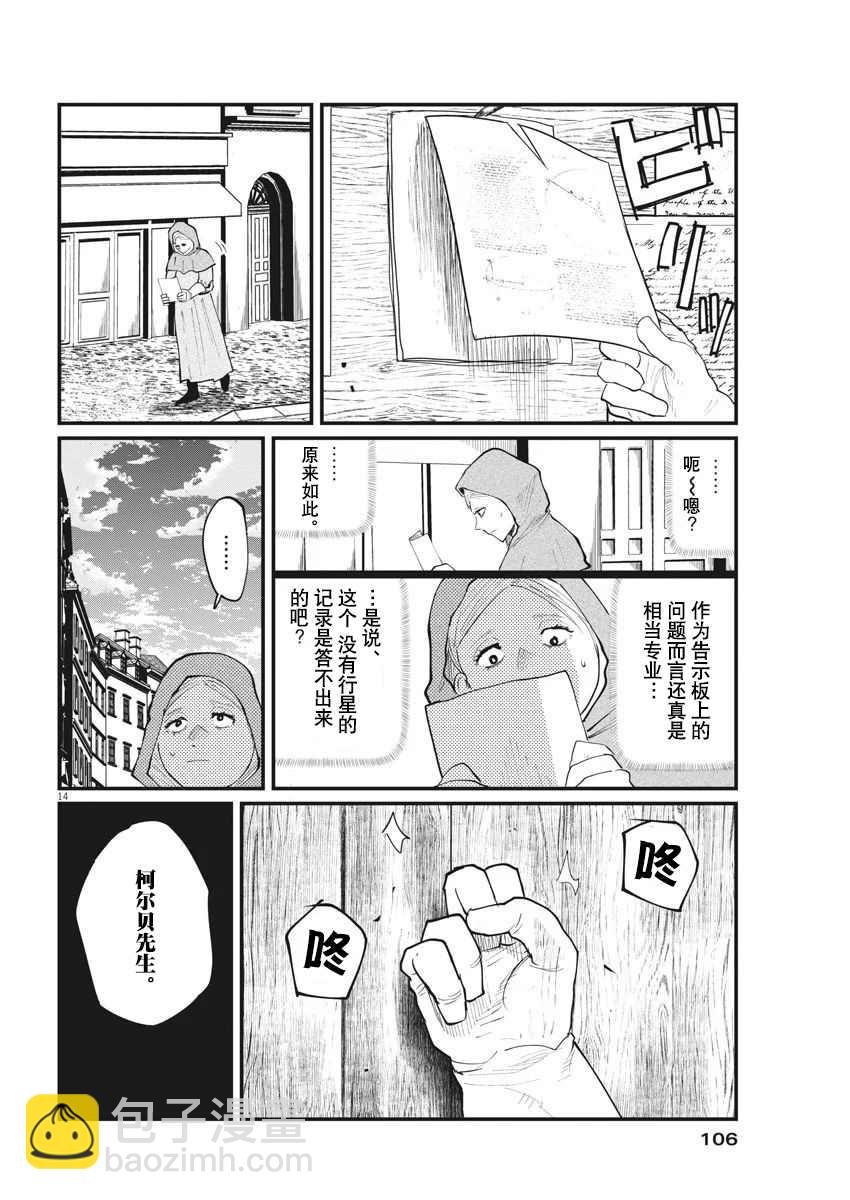 ビ
……
呃～嗯？
……
原来如此。
作为告示板上的
问题而言还真是
相当专业…
…是说、
这个 没有行星的
记录是答不出来
的吧？
……
14
咚
咚
柯尔贝先生。
106
包子漫畫
baozimh.com